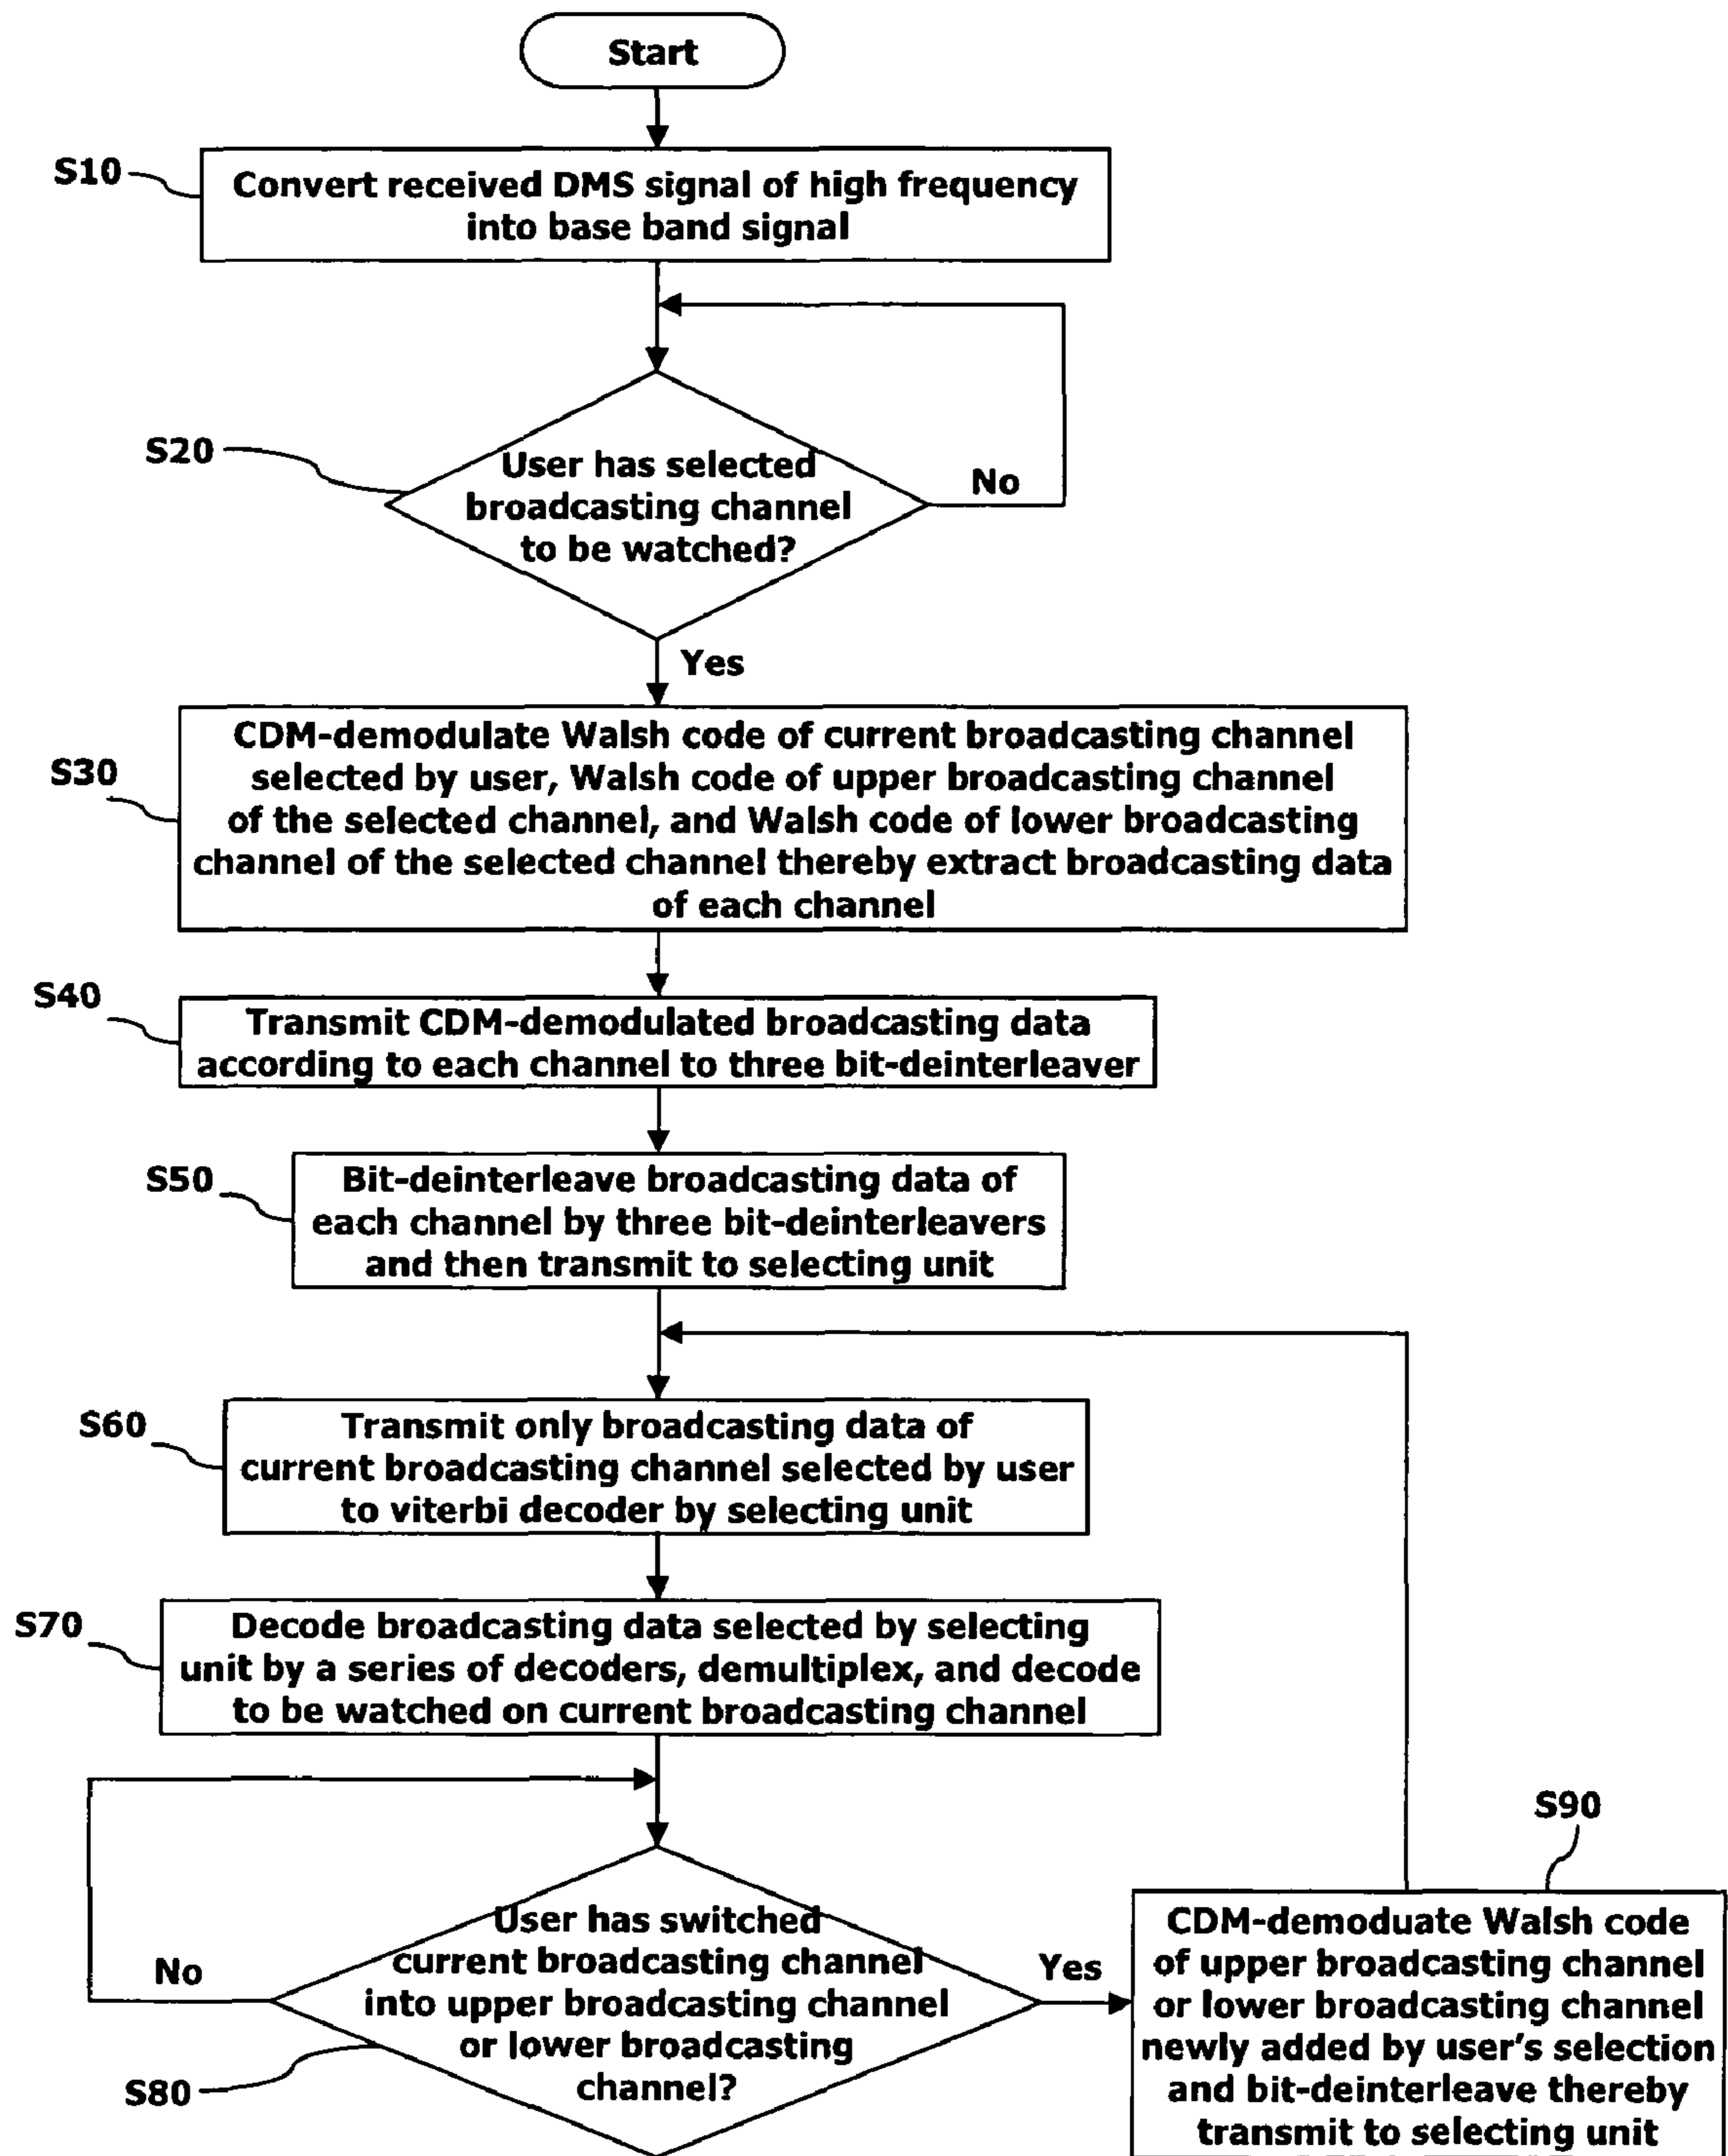 Start
S10
Convert received DMS signal of high frequency
into base band signal
S20
User has selected
broadcasting channel
to be watched?
No
Yes
S30
CDM-demodulate Walsh code of current broadcasting channel
selected by user, Walsh code of upper broadcasting channel
of the selected channel, and Walsh code of lower broadcasting
channel of the selected channel thereby extract broadcasting data
of each channel
S40
Transmit CDM-demodulated broadcasting data
according to each channel to three bit-deinterleaver
S50
Bit-deinterleave broadcasting data of
each channel by three bit-deinterleavers
and then transmit to selecting unit
S60
Transmit only broadcasting data of
current broadcasting channel selected by user
to viterbi decoder by selecting unit
S70
Decode broadcasting data selected by selecting
unit by a series of decoders, demultiplex, and decode
to be watched on current broadcasting channel
S80
User has switched
current broadcasting channel
into upper broadcasting channel
or lower broadcasting
channel?
No
Yes
S90
CDM-demoduate Walsh code
of upper broadcasting channel
or lower broadcasting channel
newly added by user's selection
and bit-deinterleave thereby
transmit to selecting unit